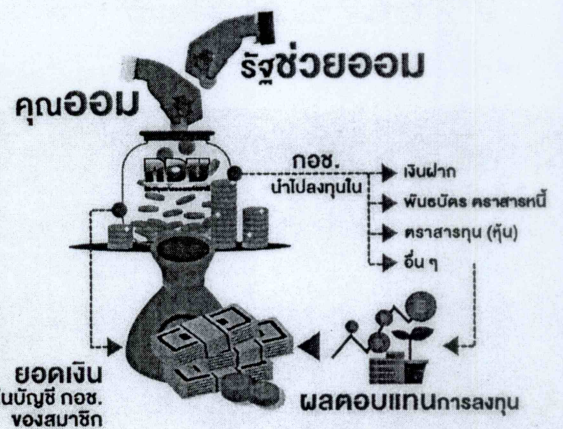 คุณออม
รัฐช่วยออม
กอช
กอช.
นำไปลงทุนใน
เงินฝาก
พันธบัตร ตราสารหนี้
ตราสารทุน (หุ้น)
อื่น ๆ
ผลตอบแทนการลงทุน
ยอดเงิน
ในบัญชี กอช.
ของสมาชิก